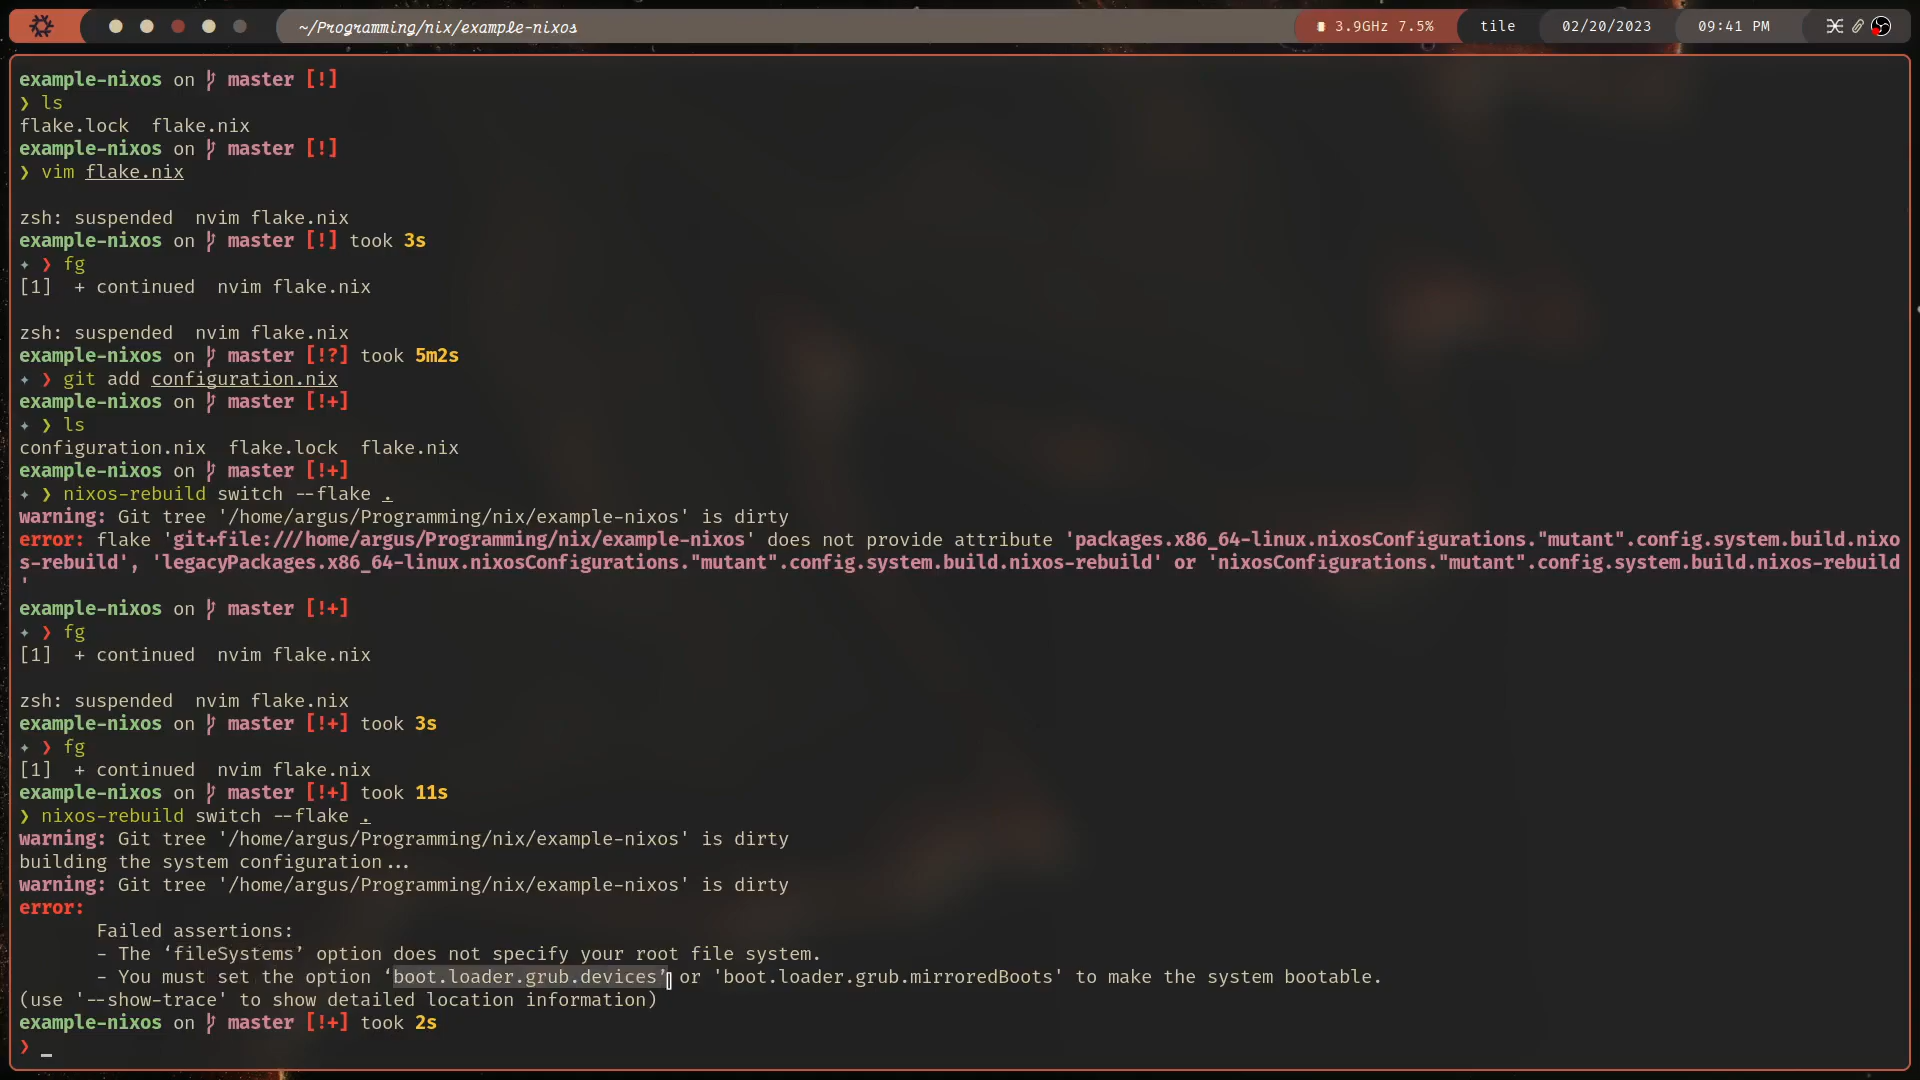 ~/Programming/nix/example-nixos
3.9GHz 7.5%
tile
02/20/2023
09:41 PM
example-nixos on master [!]
❯ ls
flake.lock  flake.nix
example-nixos on master [!]
❯ vim flake.nix
zsh: suspended  nvim flake.nix
example-nixos on master [!] took 3s
✦ ❯ fg
[1]  + continued  nvim flake.nix
zsh: suspended  nvim flake.nix
example-nixos on master [!?] took 5m2s
✦ ❯ git add configuration.nix
example-nixos on master [!+]
✦ ❯ ls
configuration.nix  flake.lock  flake.nix
example-nixos on master [!+]
✦ ❯ nixos-rebuild switch --flake .
warning: Git tree '/home/argus/Programming/nix/example-nixos' is dirty
error: flake 'git+file:///home/argus/Programming/nix/example-nixos' does not provide attribute 'packages.x86_64-linux.nixosConfigurations."mutant".config.system.build.nixo
s-rebuild', 'legacyPackages.x86_64-linux.nixosConfigurations."mutant".config.system.build.nixos-rebuild' or 'nixosConfigurations."mutant".config.system.build.nixos-rebuild
'
example-nixos on master [!+]
✦ ❯ fg
[1]  + continued  nvim flake.nix
zsh: suspended  nvim flake.nix
example-nixos on master [!+] took 3s
✦ ❯ fg
[1]  + continued  nvim flake.nix
example-nixos on master [!+] took 11s
❯ nixos-rebuild switch --flake .
warning: Git tree '/home/argus/Programming/nix/example-nixos' is dirty
building the system configuration...
warning: Git tree '/home/argus/Programming/nix/example-nixos' is dirty
error:
Failed assertions:
- The ‘fileSystems’ option does not specify your root file system.
- You must set the option ‘boot.loader.grub.devices’ or 'boot.loader.grub.mirroredBoots' to make the system bootable.
(use '--show-trace' to show detailed location information)
example-nixos on master [!+] took 2s
❯ _